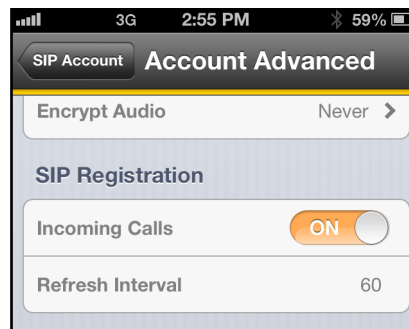 3G 2:55 PM 59%
SIP Account Account Advanced
Encrypt Audio Never
SIP Registration
Incoming Calls ON
Refresh Interval 60